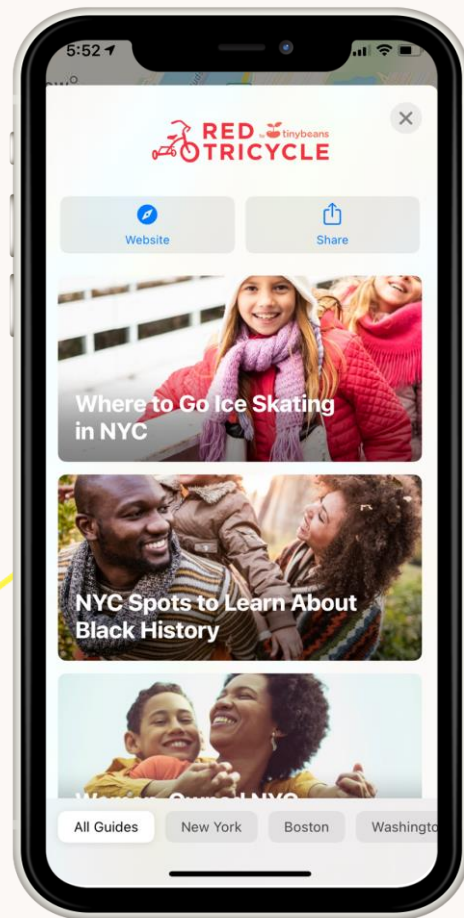 5:52
RED by tinybeans
TRICYCLE
Website
Share
Where to Go Ice Skating
in NYC
NYC Spots to Learn About
Black History
All Guides
New York
Boston